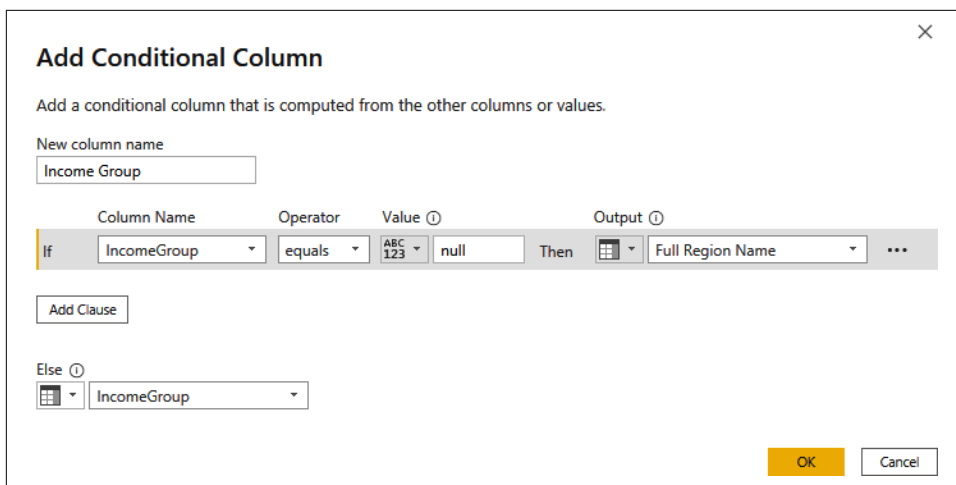 Add Conditional Column
Add a conditional column that is computed from the other columns or values.
New column name
Income Group
Column Name Operator Value Output
If IncomeGroup equals ABC 123 null Then Full Region Name ...
Add Clause
Else
IncomeGroup
OK Cancel